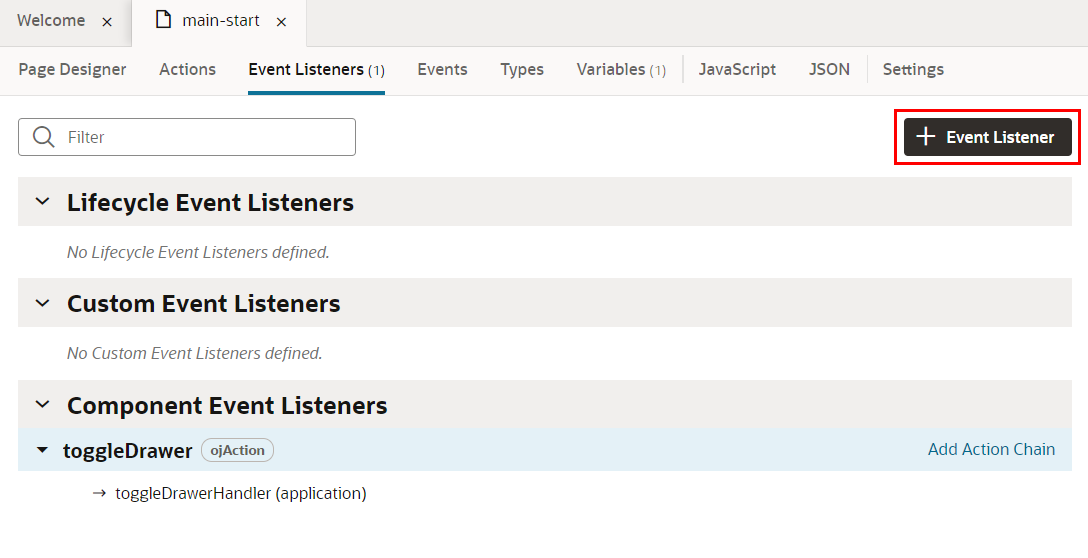 Welcome × main-start ×
Page Designer Actions Event Listeners (1) Events Types Variables (1) JavaScript JSON Settings
Filter + Event Listener
Lifecycle Event Listeners
No Lifecycle Event Listeners defined.
Custom Event Listeners
No Custom Event Listeners defined.
Component Event Listeners
toggleDrawer ojAction Add Action Chain
→ toggleDrawerHandler (application)